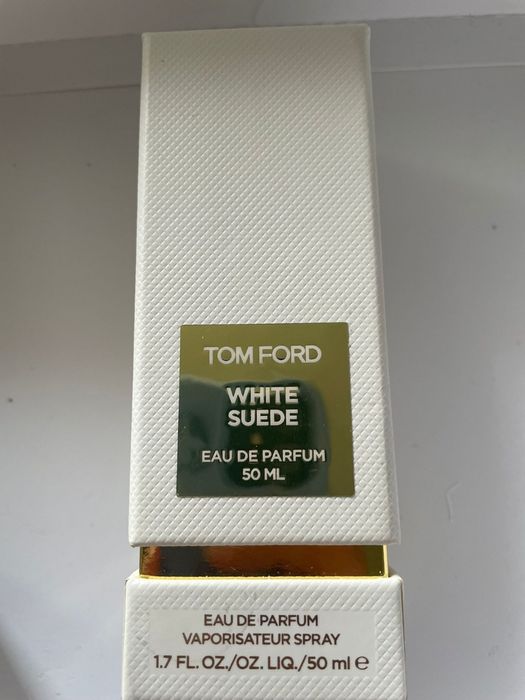 TOM FORD
WHITE
SUEDE
EAU DE PARFUM
50 ML
EAU DE PARFUM
VAPORISATEUR SPRAY
1.7 FL. OZ./OZ. LIQ./50 ml ℮